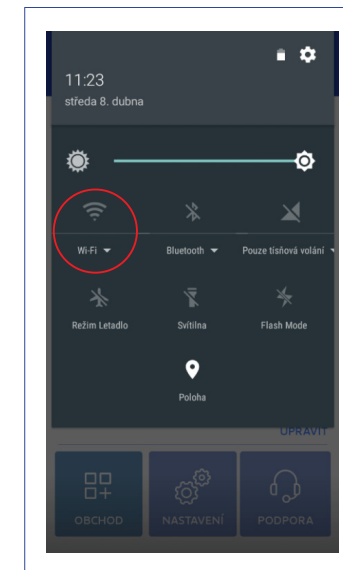 11:23
středa 8. dubna
Wi-Fi
Bluetooth
Pouze tísňová volání
Režim Letadlo
Svítilna
Flash Mode
Poloha
UPRAVIT
OBCHOD
NASTAVENÍ
PODPORA